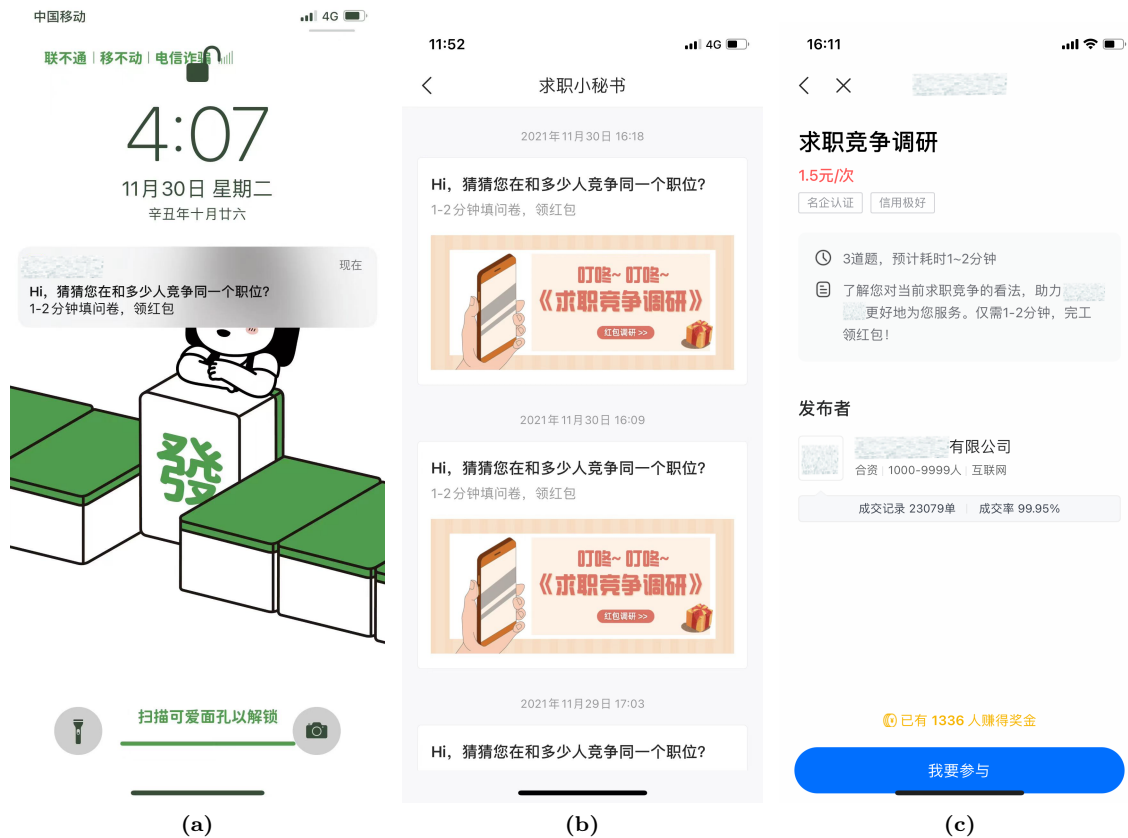 中国移动
4G
联不通 | 移不动 | 电信诈骗
4:07
11月30日 星期二
辛丑年十月廿六
现在
Hi，猜猜您在和多少人竞争同一个职位？
1-2分钟填问卷，领红包
發
扫描可爱面孔以解锁
(a)
11:52
4G
求职小秘书
2021年11月30日 16:18
Hi，猜猜您在和多少人竞争同一个职位？
1-2分钟填问卷，领红包
叮咚~ 叮咚~
《求职竞争调研》
红包调研 >>
2021年11月30日 16:09
Hi，猜猜您在和多少人竞争同一个职位？
1-2分钟填问卷，领红包
叮咚~ 叮咚~
《求职竞争调研》
红包调研 >>
2021年11月29日 17:03
Hi，猜猜您在和多少人竞争同一个职位？
(b)
16:11
求职竞争调研
1.5元/次
名企认证 信用极好
3道题，预计耗时1~2分钟
了解您对当前求职竞争的看法，助力
更好地为您服务。仅需1-2分钟，完工
领红包！
发布者
有限公司
合资 | 1000-9999人 | 互联网
成交记录 23079单 | 成交率 99.95%
已有 1336 人赚得奖金
我要参与
(c)